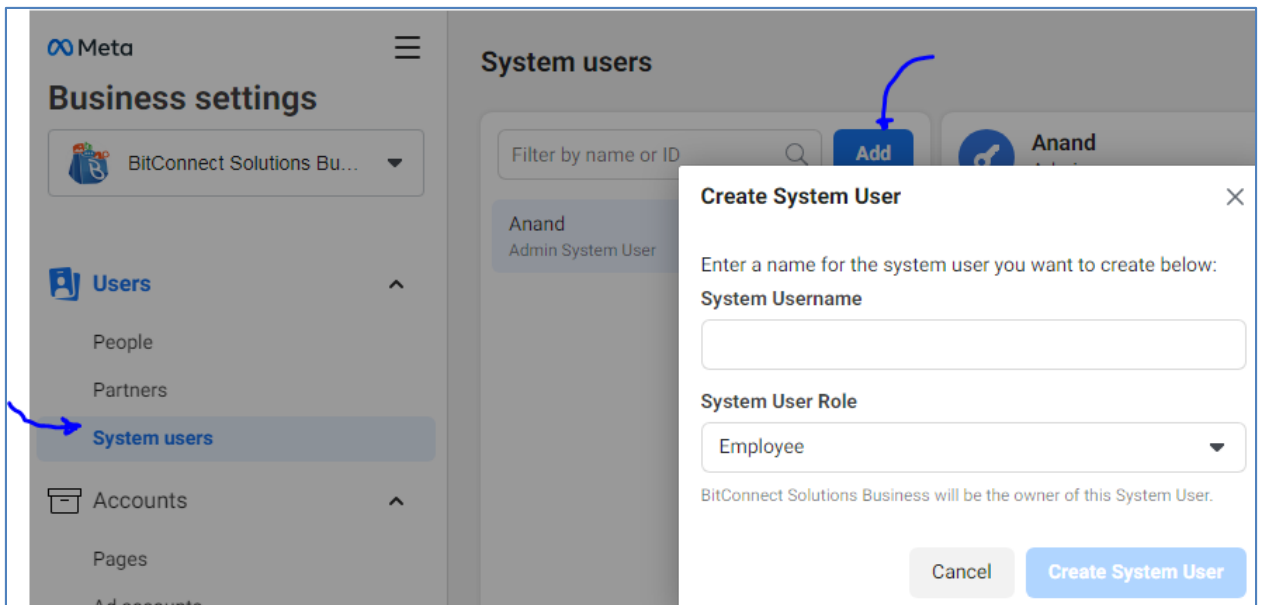 Meta
Business settings
BitConnect Solutions Bu...
Users
People
Partners
System users
Accounts
Pages
Ad accounts
System users
Filter by name or ID
Add
Anand
Anand
Admin System User
Create System User
Enter a name for the system user you want to create below:
System Username
System User Role
Employee
BitConnect Solutions Business will be the owner of this System User.
Cancel
Create System User